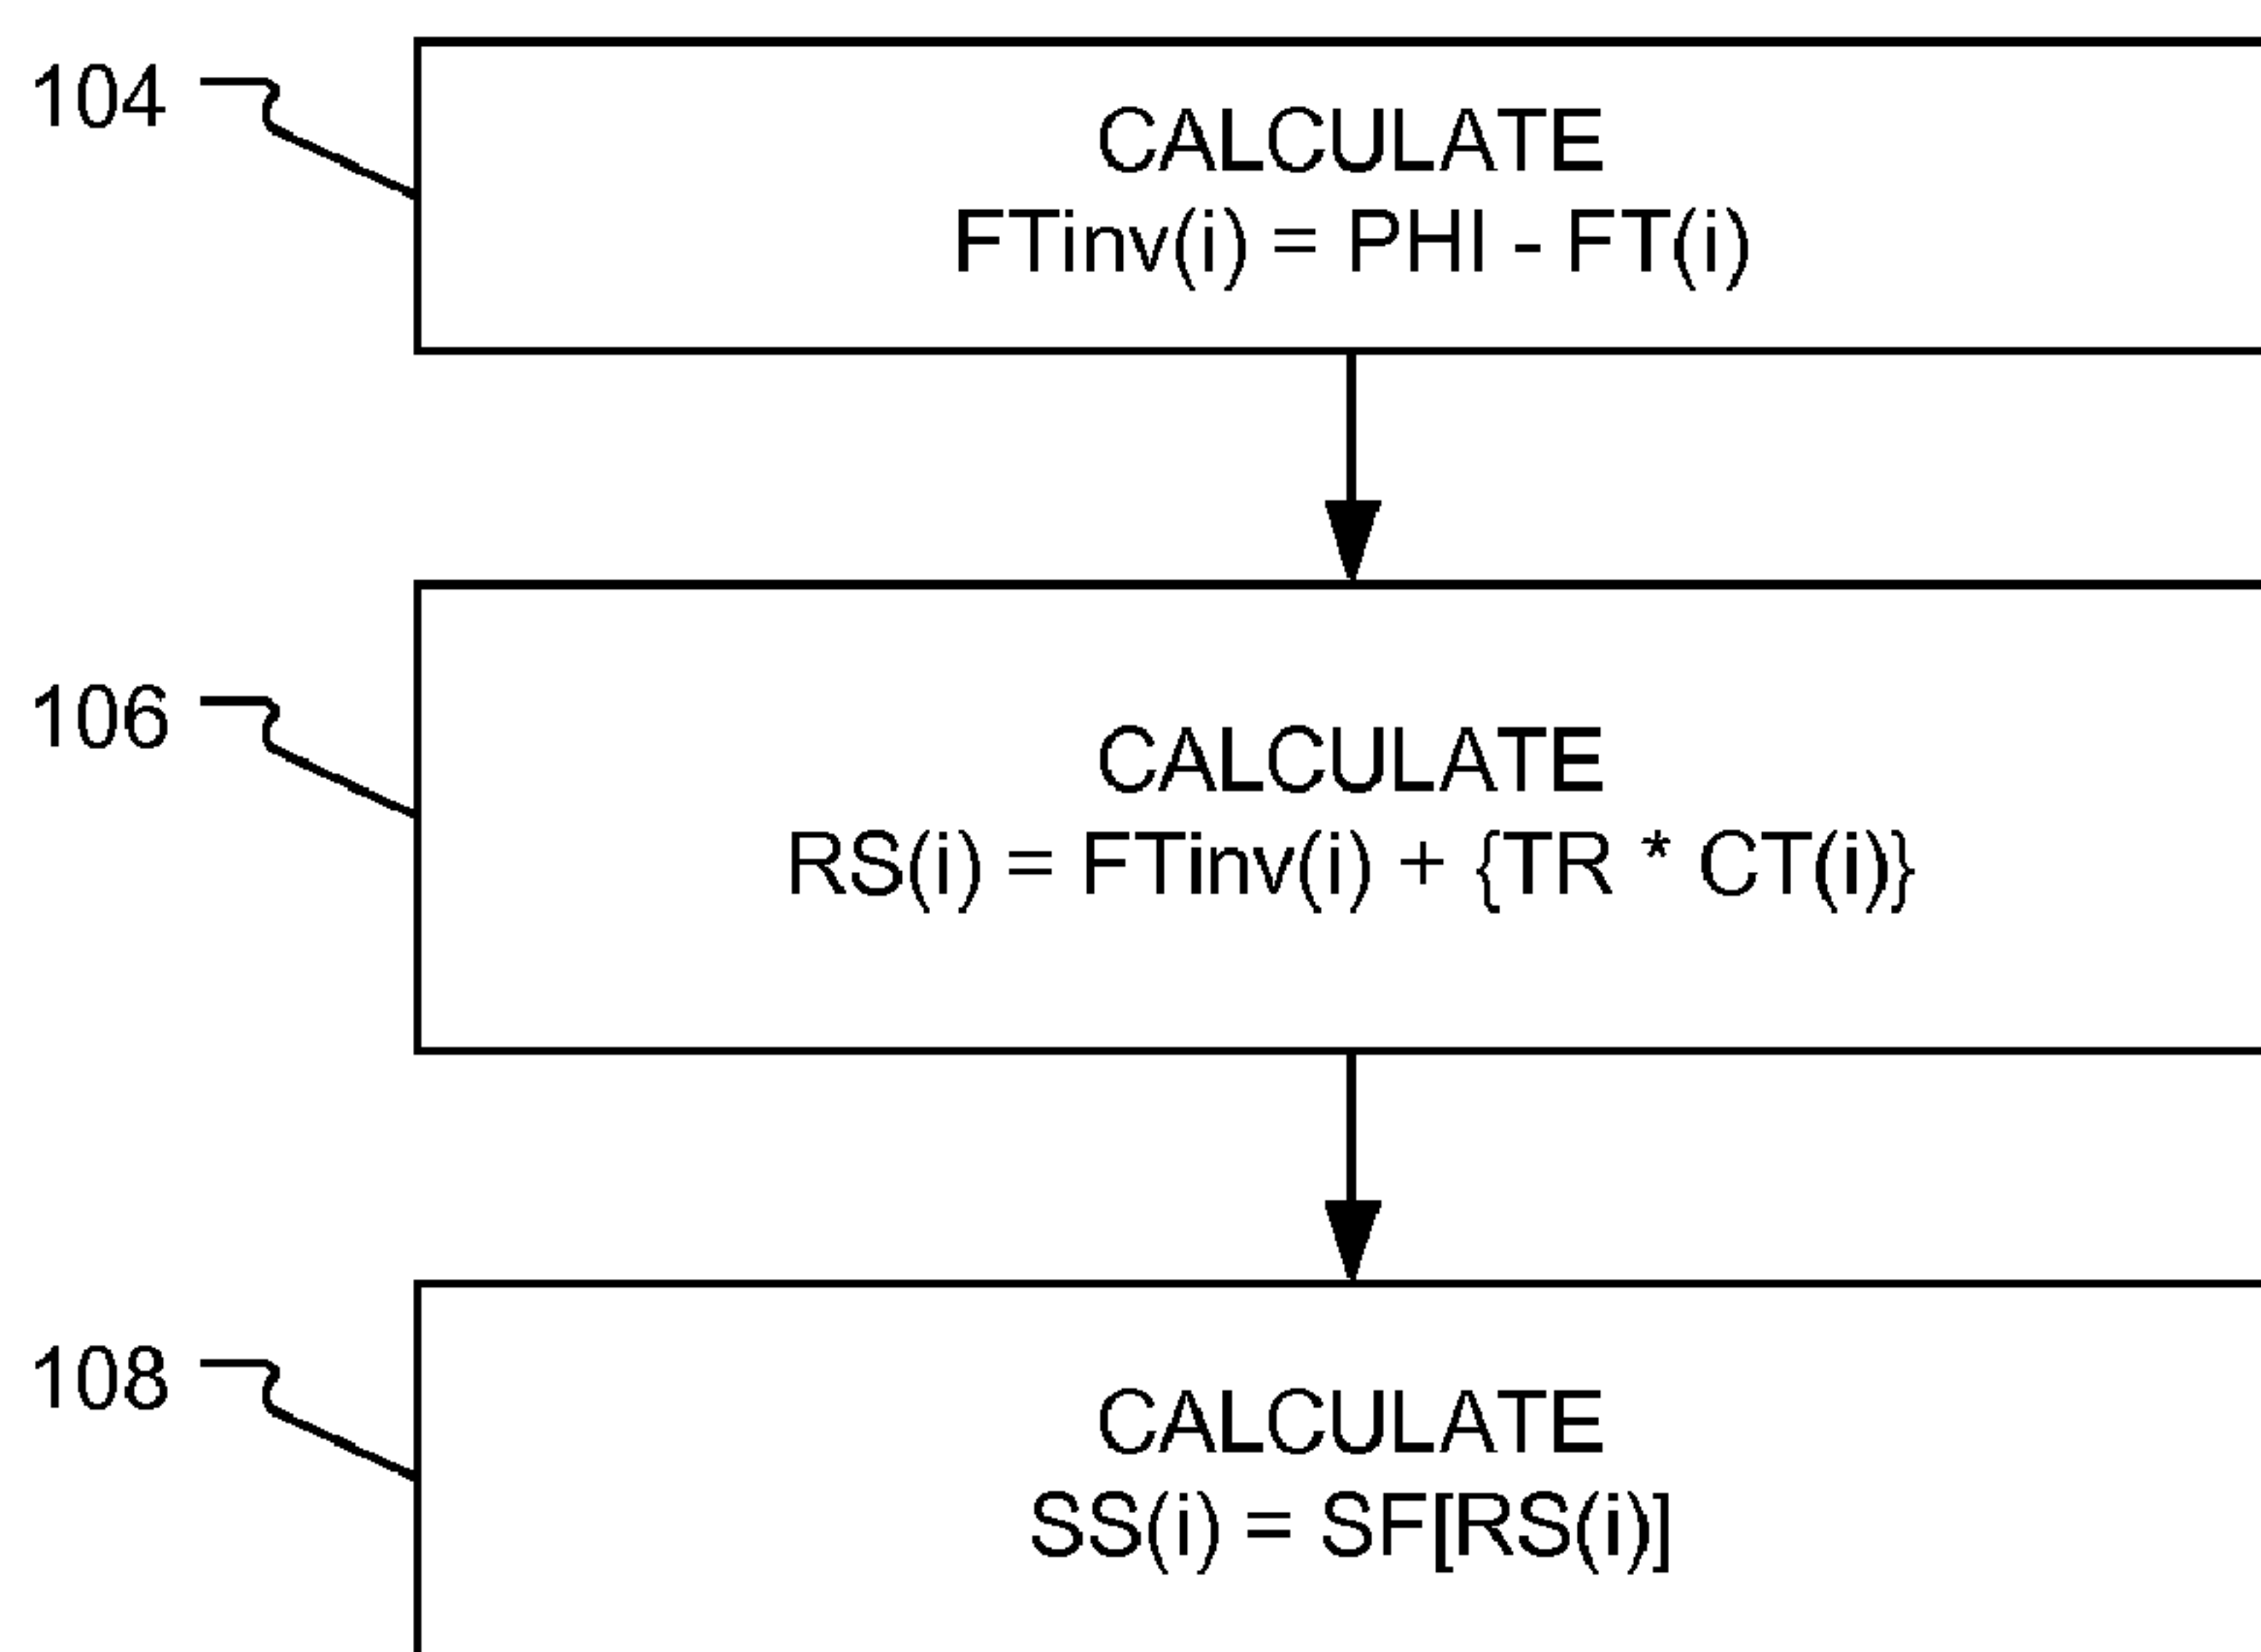 104
CALCULATE
FTinv(i) = PHI - FT(i)
106
CALCULATE
RS(i) = FTinv(i) + {TR * CT(i)}
108
CALCULATE
SS(i) = SF[RS(i)]